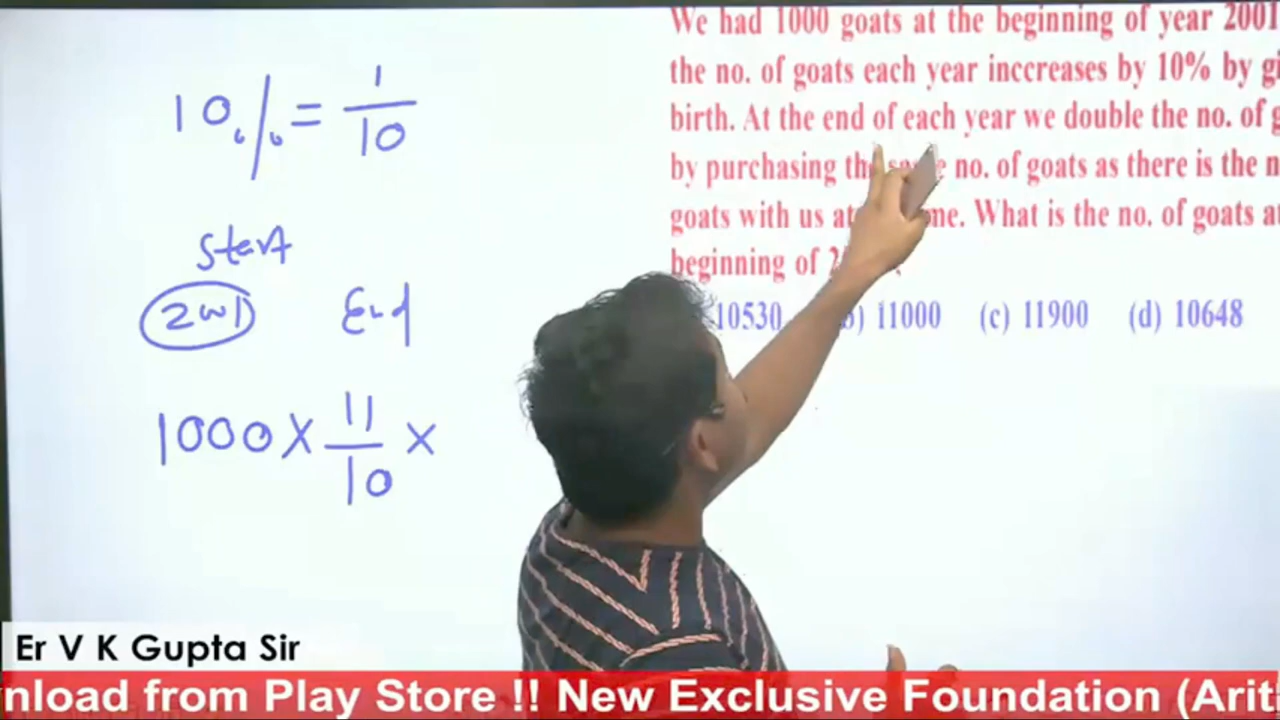 10% = 1/10
Start
2001 End
1000 × 11/10 ×
We had 1000 goats at the beginning of year 2001
the no. of goats each year inccreases by 10% by gi
birth. At the end of each year we double the no. of g
by purchasing the no. of goats as there is the n
goats with us at me. What is the no. of goats a
beginning of 2
10530 b) 11000 (c) 11900 (d) 10648
Er V K Gupta Sir
nload from Play Store !! New Exclusive Foundation (Arit